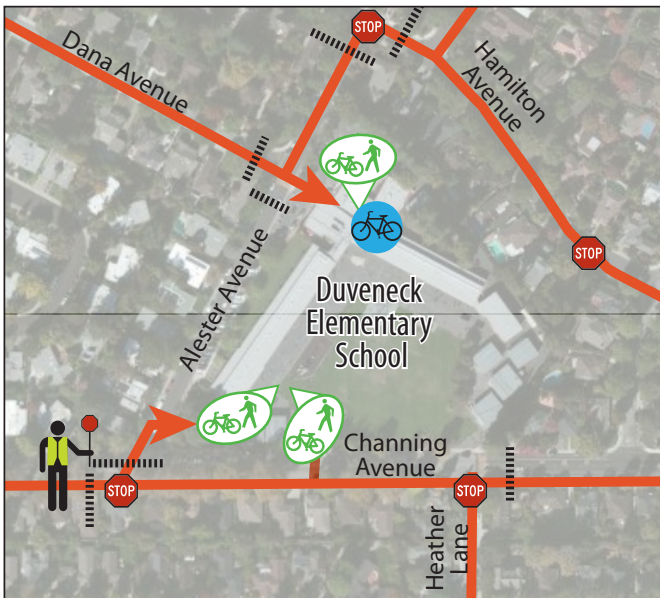 STOP
Dana Avenue
Hamilton
Avenue
STOP
Alester Avenue
Duveneck
Elementary
School
Channing
Avenue
STOP
STOP
Heather
Lane